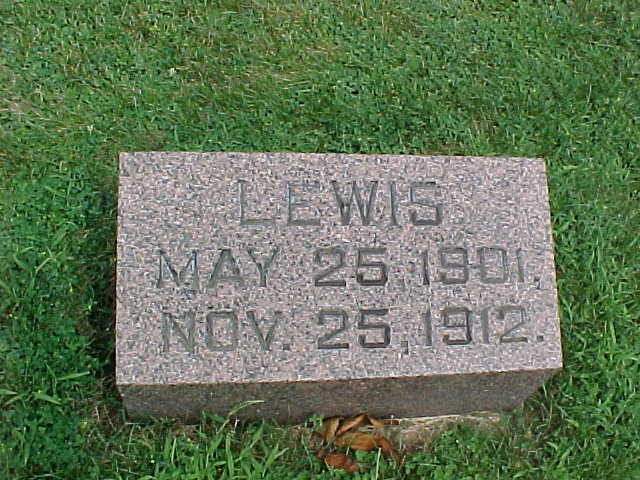 LEWIS
MAY 25, 1901.
NOV. 25, 1912.